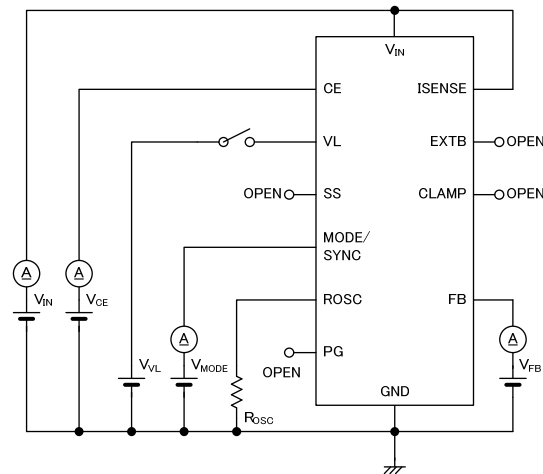 VIN
CE
ISENSE
VL
EXTB
OPEN
OPEN
SS
CLAMP
OPEN
MODE/
SYNC
A
A
VIN
VCE
ROSC
FB
A
A
VVL
VMODE
PG
OPEN
VFB
ROSC
GND